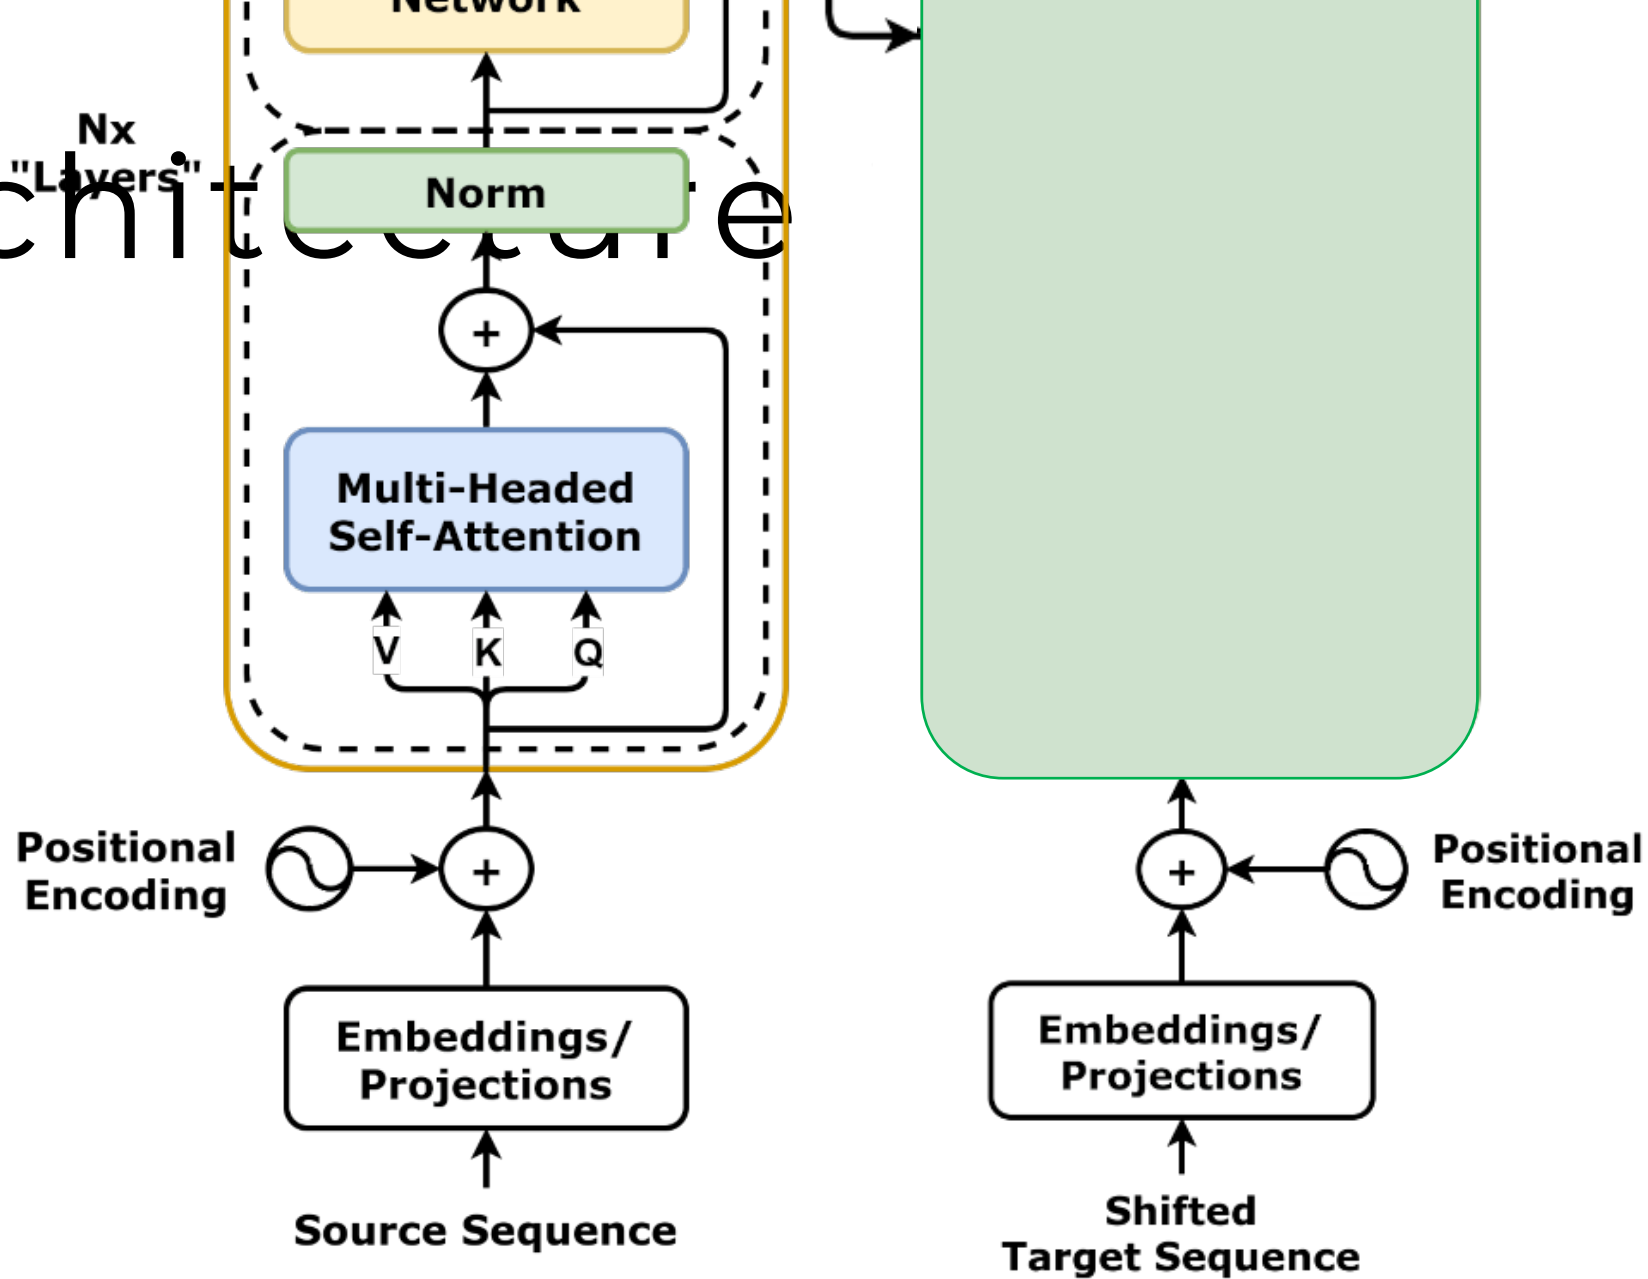 Network
Nx
"Layers"
chitecture
Norm
+
Multi-Headed
Self-Attention
V K Q
Positional
Encoding
+
+
Positional
Encoding
Embeddings/
Projections
Embeddings/
Projections
Source Sequence
Shifted
Target Sequence